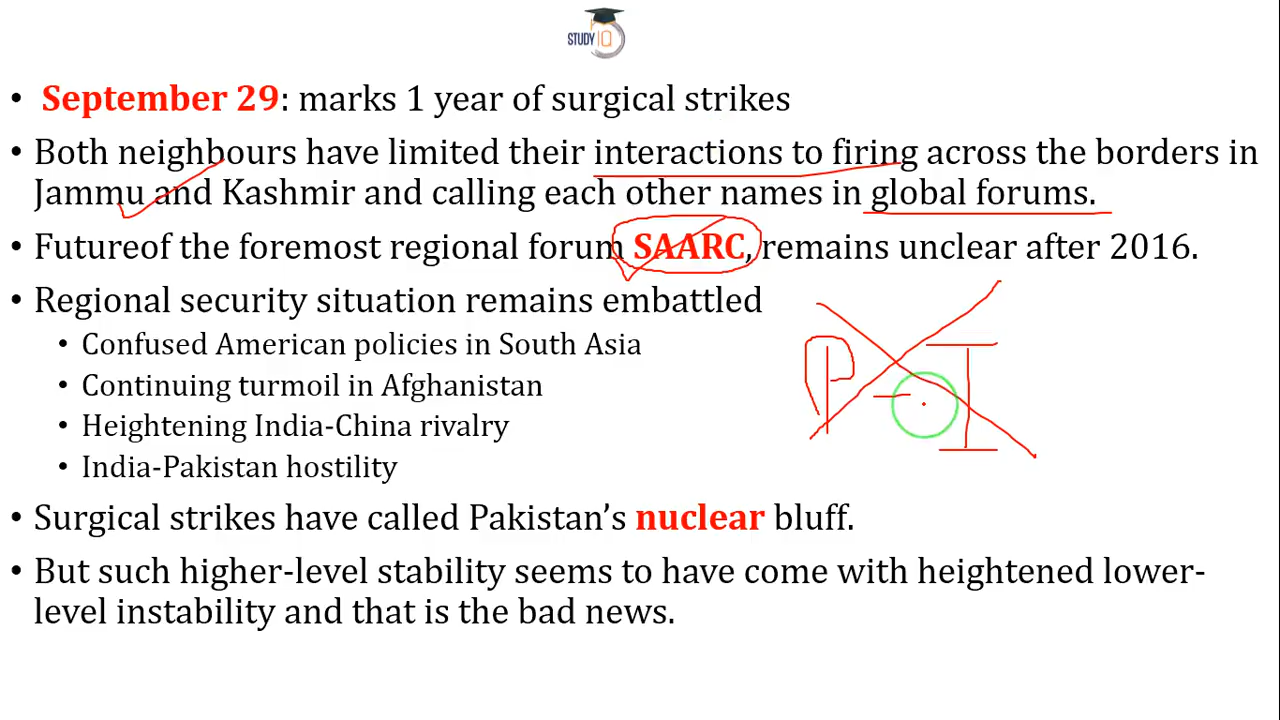 STUDY IQ
• September 29: marks 1 year of surgical strikes
• Both neighbours have limited their interactions to firing across the borders in
Jammu and Kashmir and calling each other names in global forums.
• Futureof the foremost regional forum SAARC, remains unclear after 2016.
• Regional security situation remains embattled
• Confused American policies in South Asia
• Continuing turmoil in Afghanistan
• Heightening India-China rivalry
• India-Pakistan hostility
P - I
• Surgical strikes have called Pakistan’s nuclear bluff.
• But such higher-level stability seems to have come with heightened lower-
level instability and that is the bad news.